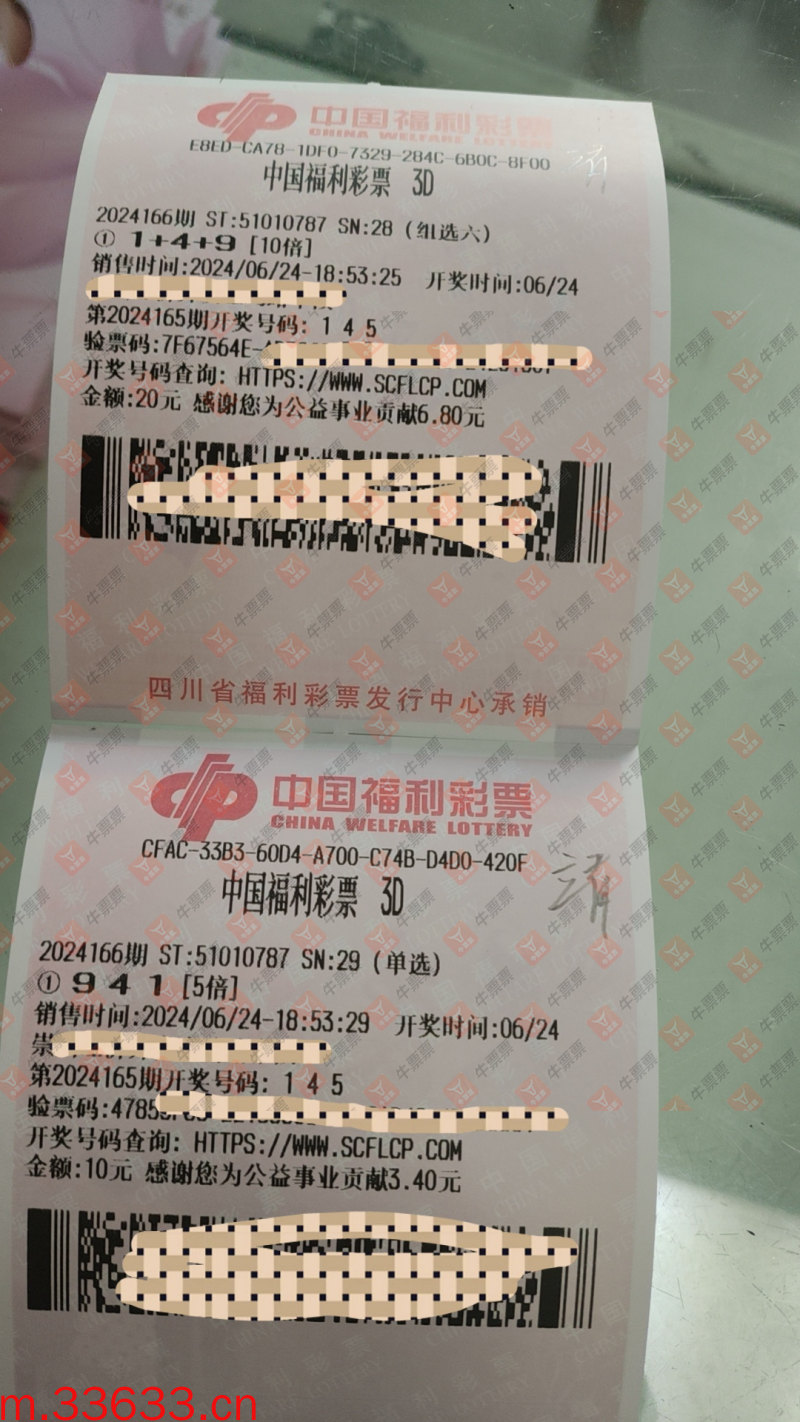 中国福利彩票
CHINA WELFARE LOTTERY
E8ED-CA78-1DF0-7329-284C-6B0C-8F00
中国福利彩票 3D
2024166期 ST:51010787 SN:28 (组选六)
① 1+4+9 [10倍]
销售时间:2024/06/24-18:53:25 开奖时间:06/24
第2024165期开奖号码: 1 4 5
验票码:7F67564E-
开奖号码查询: HTTPS://WWW.SCFLCP.COM
金额:20元 感谢您为公益事业贡献6.80元
四川省福利彩票发行中心承销
中国福利彩票
CHINA WELFARE LOTTERY
CFAC-33B3-60D4-A700-C74B-D4D0-420F
中国福利彩票 3D
2024166期 ST:51010787 SN:29 (单选)
① 9 4 1 [5倍]
销售时间:2024/06/24-18:53:29 开奖时间:06/24
崇
第2024165期开奖号码: 1 4 5
验票码:4785
开奖号码查询: HTTPS://WWW.SCFLCP.COM
金额:10元 感谢您为公益事业贡献3.40元
牛票票
m.33633.cn